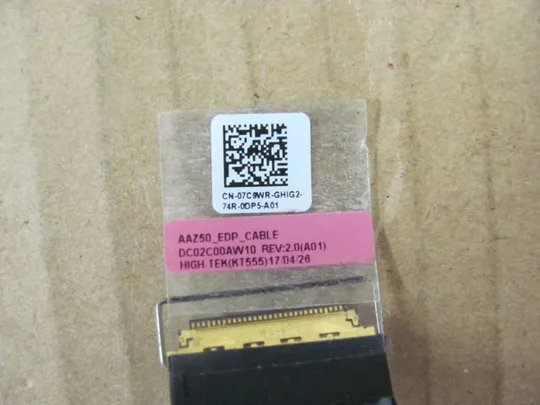 CN-07C9WR-GHIG2-
74R-0DP5-A01
AAZ50_EDP_CABLE
DC02C00AW10 REV:2.0(A01)
HIGH-TEK(KT555)17/04/26